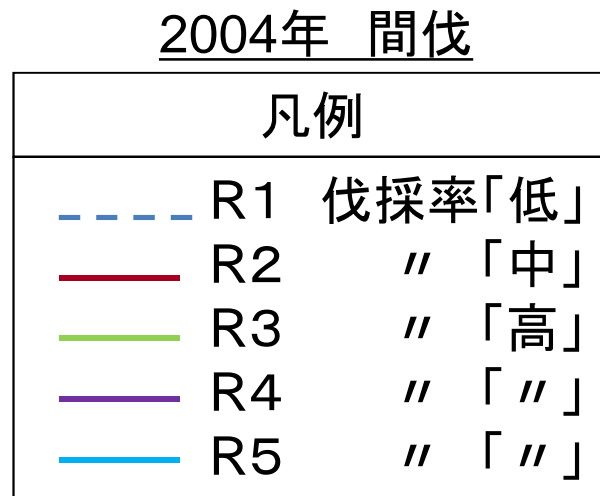 2004年　間伐
凡例
R1　伐採率「低」
R2　〃　「中」
R3　〃　「高」
R4　〃　「〃」
R5　〃　「〃」